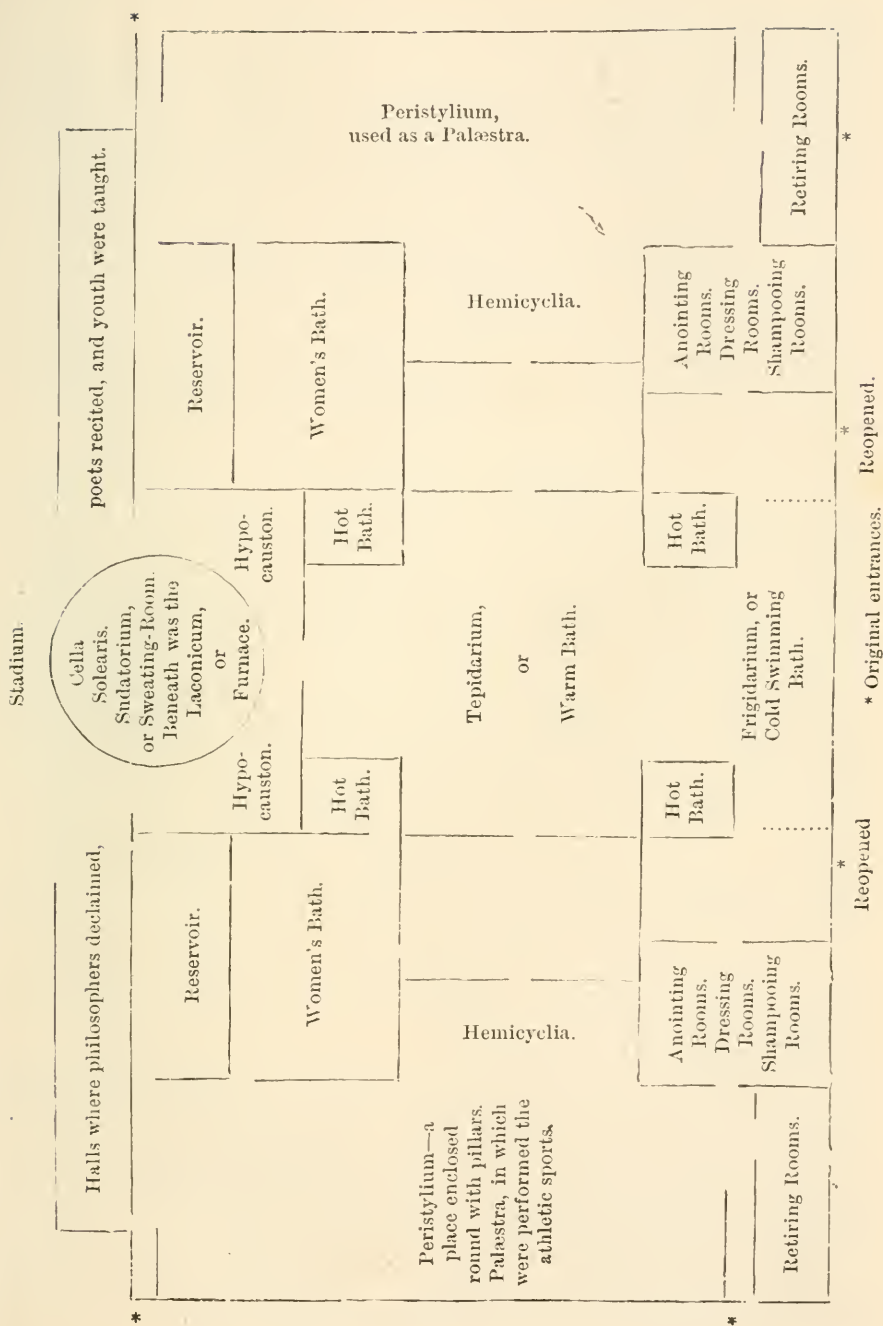 Stadium.
*
*
Halls where philosophers declaimed,
poets recited, and youth were taught.
Cella
Solearis.
Sudatorium,
or Sweating-Room.
Beneath was the
Laconicum,
or
Furnace.
Reservoir.
Hypo-
causton.
Hypo-
causton.
Reservoir.
Women's Bath.
Hot
Bath.
Hot
Bath.
Women's Bath.
Peristylium—a
place enclosed
round with pillars.
Palæstra, in which
were performed the
athletic sports.
Hemicyclia.
Tepidarium,
or
Warm Bath.
Hemicyclia.
Peristylium,
used as a Palæstra.
Anointing
Rooms.
Dressing
Rooms.
Shampooing
Rooms.
Hot
Bath.
Hot
Bath.
Anointing
Rooms.
Dressing
Rooms.
Shampooing
Rooms.
*
Retiring Rooms.
Frigidarium, or
Cold Swimming
Bath.
Retiring Rooms.
*
*
*
Reopened
* Original entrances.
Reopened.